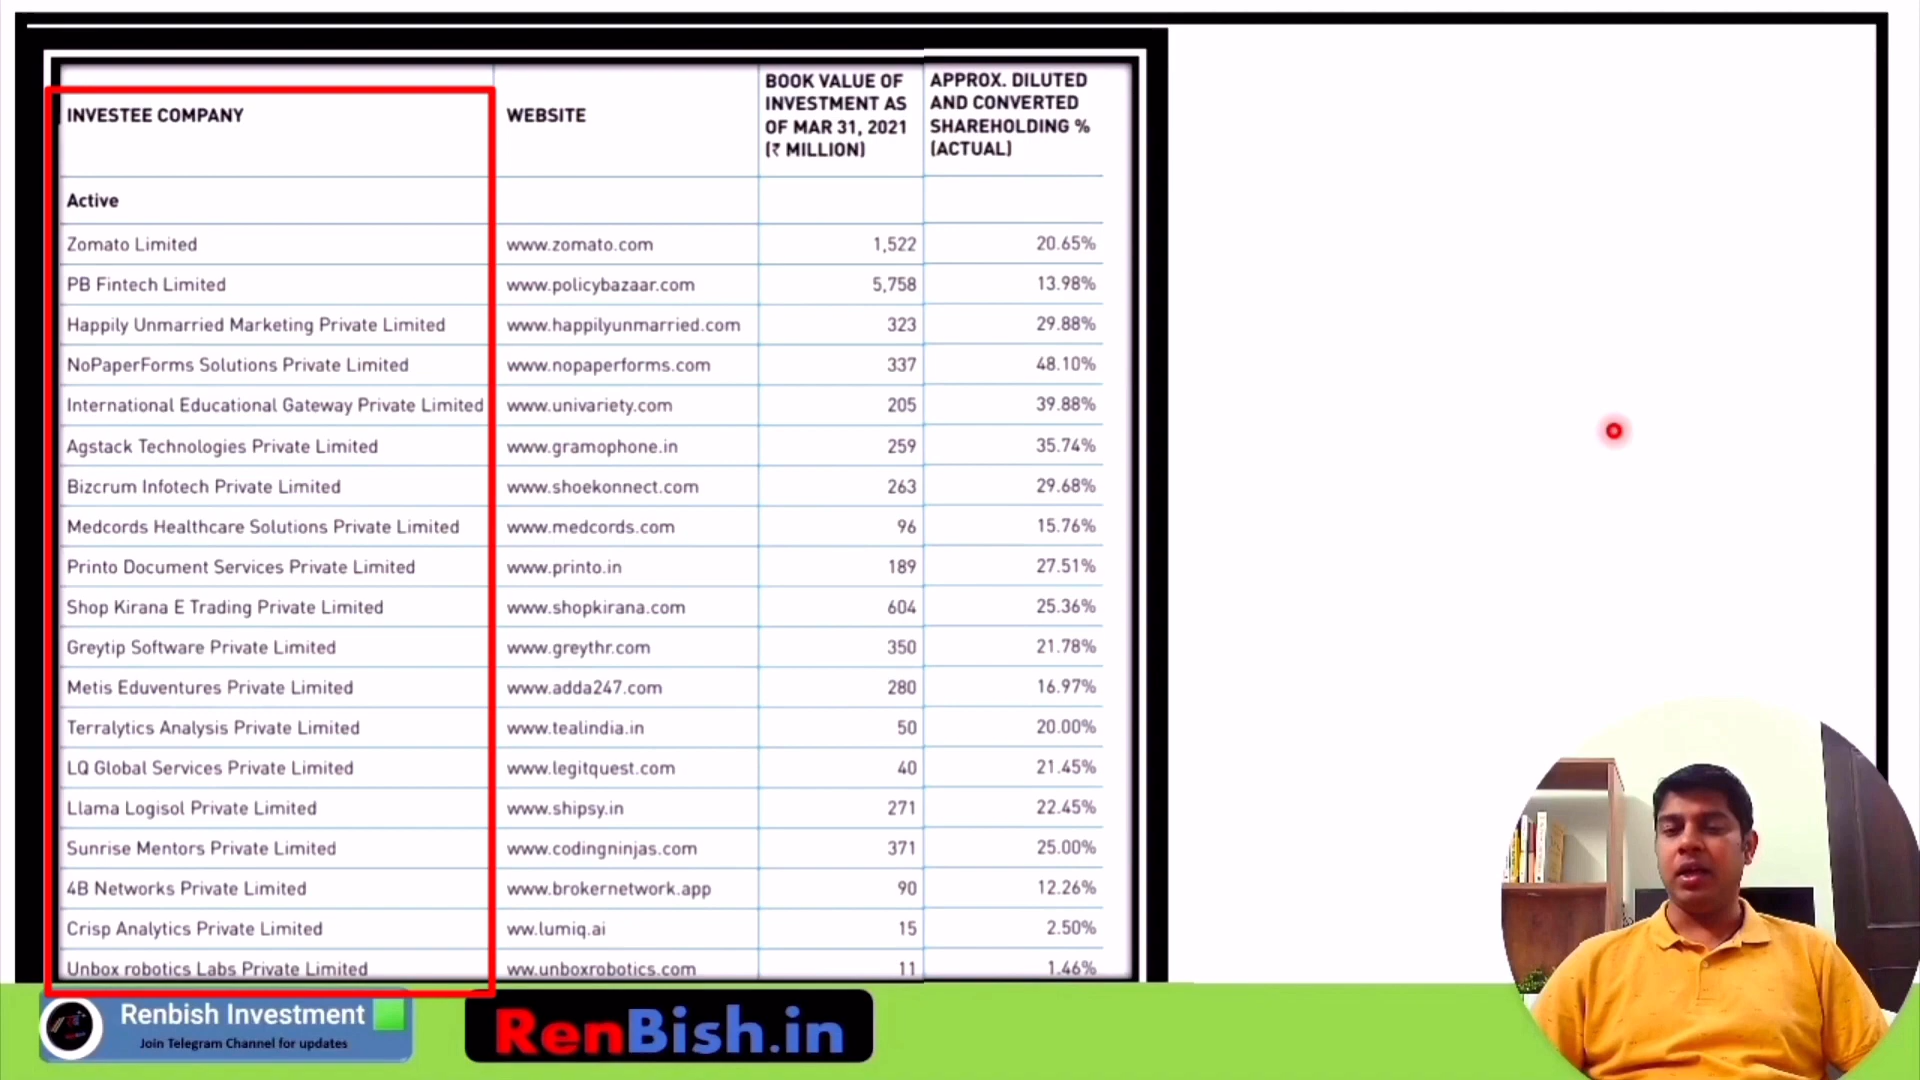 INVESTEE COMPANY WEBSITE BOOK VALUE OF INVESTMENT AS OF MAR 31, 2021 (₹ MILLION) APPROX. DILUTED AND CONVERTED SHAREHOLDING % (ACTUAL)
Active
Zomato Limited www.zomato.com 1,522 20.65%
PB Fintech Limited www.policybazaar.com 5,758 13.98%
Happily Unmarried Marketing Private Limited www.happilyunmarried.com 323 29.88%
NoPaperForms Solutions Private Limited www.nopaperforms.com 337 48.10%
International Educational Gateway Private Limited www.univariety.com 205 39.88%
Agstack Technologies Private Limited www.gramophone.in 259 35.74%
Bizcrum Infotech Private Limited www.shoekonnect.com 263 29.68%
Medcords Healthcare Solutions Private Limited www.medcords.com 96 15.76%
Printo Document Services Private Limited www.printo.in 189 27.51%
Shop Kirana E Trading Private Limited www.shopkirana.com 604 25.36%
Greytip Software Private Limited www.greythr.com 350 21.78%
Metis Eduventures Private Limited www.adda247.com 280 16.97%
Terralytics Analysis Private Limited www.tealindia.in 50 20.00%
LQ Global Services Private Limited www.legitquest.com 40 21.45%
Llama Logisol Private Limited www.shipsy.in 271 22.45%
Sunrise Mentors Private Limited www.codingninjas.com 371 25.00%
4B Networks Private Limited www.brokernetwork.app 90 12.26%
Crisp Analytics Private Limited ww.lumiq.ai 15 2.50%
Unbox robotics Labs Private Limited ww.unboxrobotics.com 11 1.46%
Renbish Investment
Join Telegram Channel for updates
RenBish.in